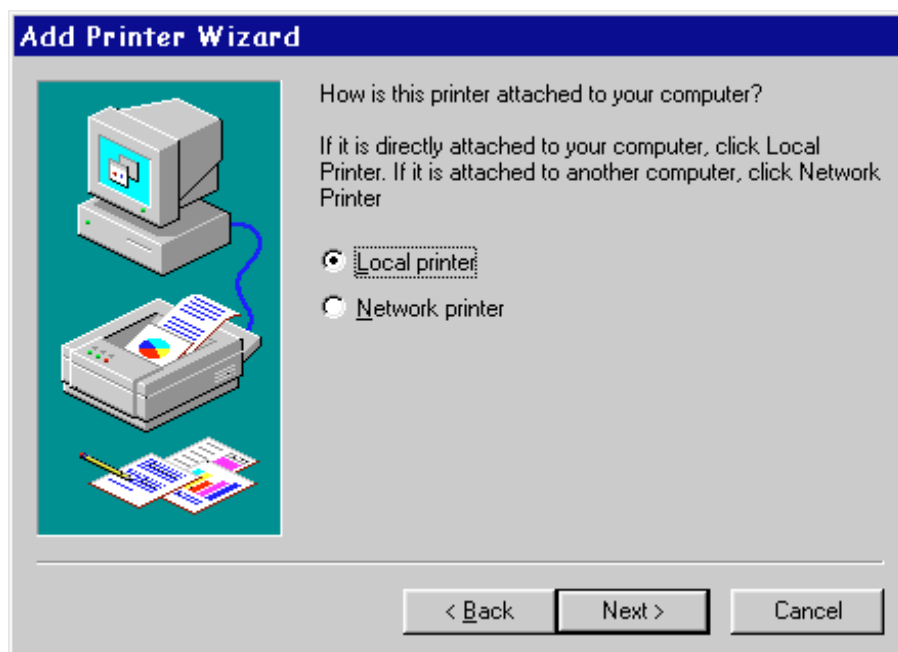 Add Printer Wizard
How is this printer attached to your computer?
If it is directly attached to your computer, click Local
Printer. If it is attached to another computer, click Network
Printer
Local printer
Network printer
< Back
Next >
Cancel